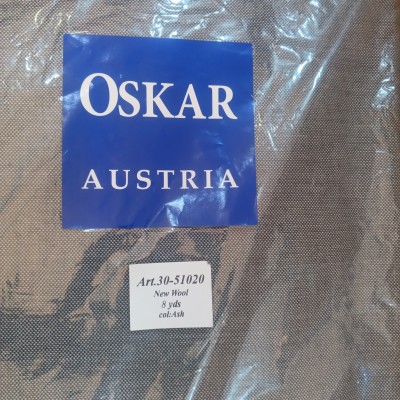 OSKAR
AUSTRIA
Art.30-51020
New Wool
8 yds
col:Ash